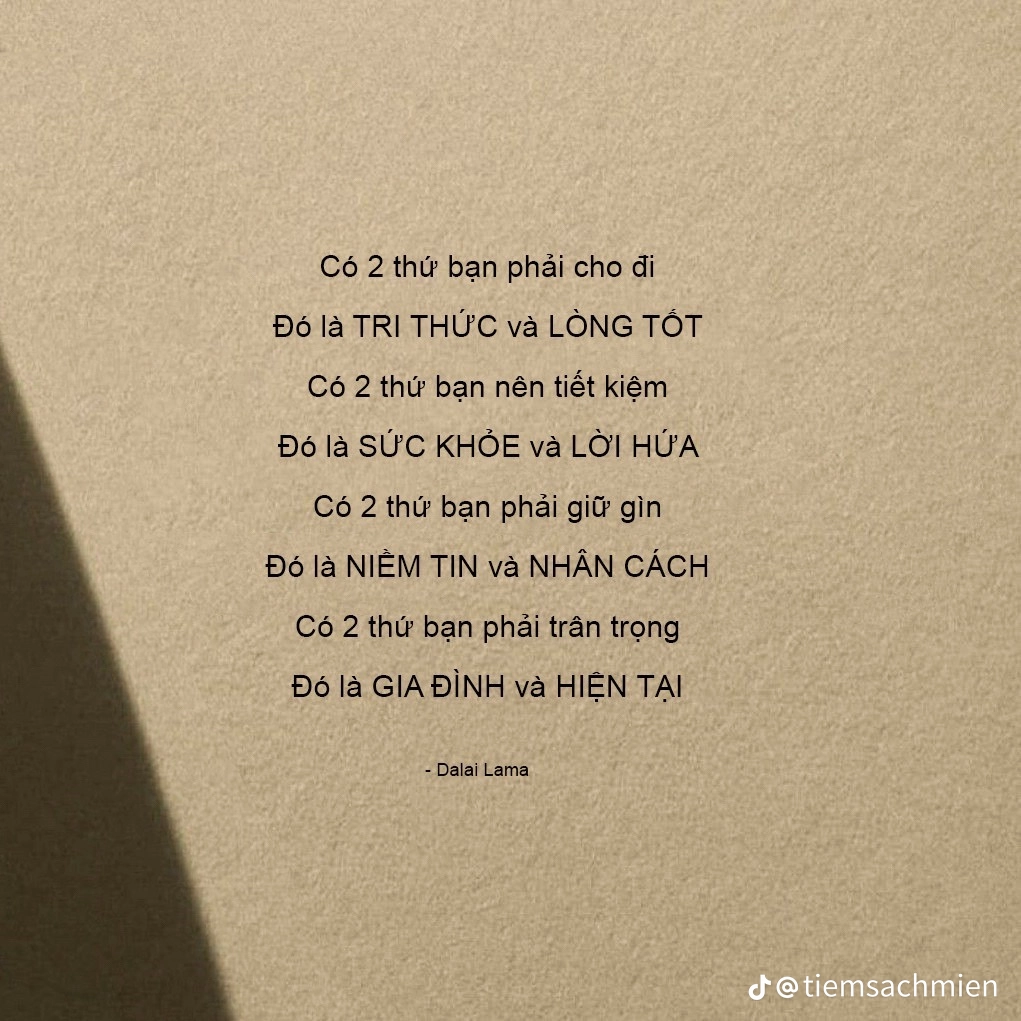 Có 2 thứ bạn phải cho đi
Đó là TRI THỨC và LÒNG TỐT
Có 2 thứ bạn nên tiết kiệm
Đó là SỨC KHỎE và LỜI HỨA
Có 2 thứ bạn phải giữ gìn
Đó là NIỀM TIN và NHÂN CÁCH
Có 2 thứ bạn phải trân trọng
Đó là GIA ĐÌNH và HIỆN TẠI
- Dalai Lama
@tiemsachmien